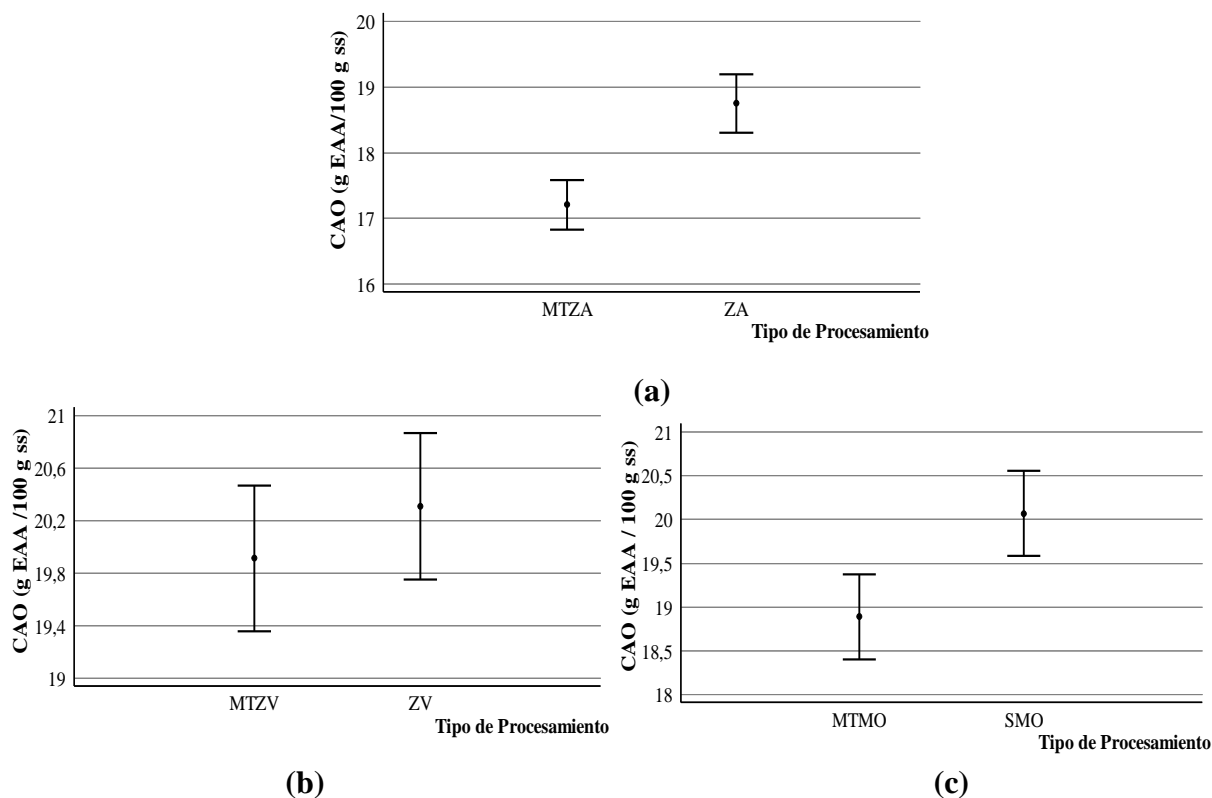 CAO (g EAA/100 g ss)
20
19
18
17
16
MTZA ZA
Tipo de Procesamiento
(a)
CAO (g EAA /100 g ss)
21
20,6
20,2
19,8
19,4
19
MTZV ZV
Tipo de Procesamiento
(b)
CAO (g EAA / 100 g ss)
21
20,5
20
19,5
19
18,5
18
MTMO SMO
Tipo de Procesamiento
(c)